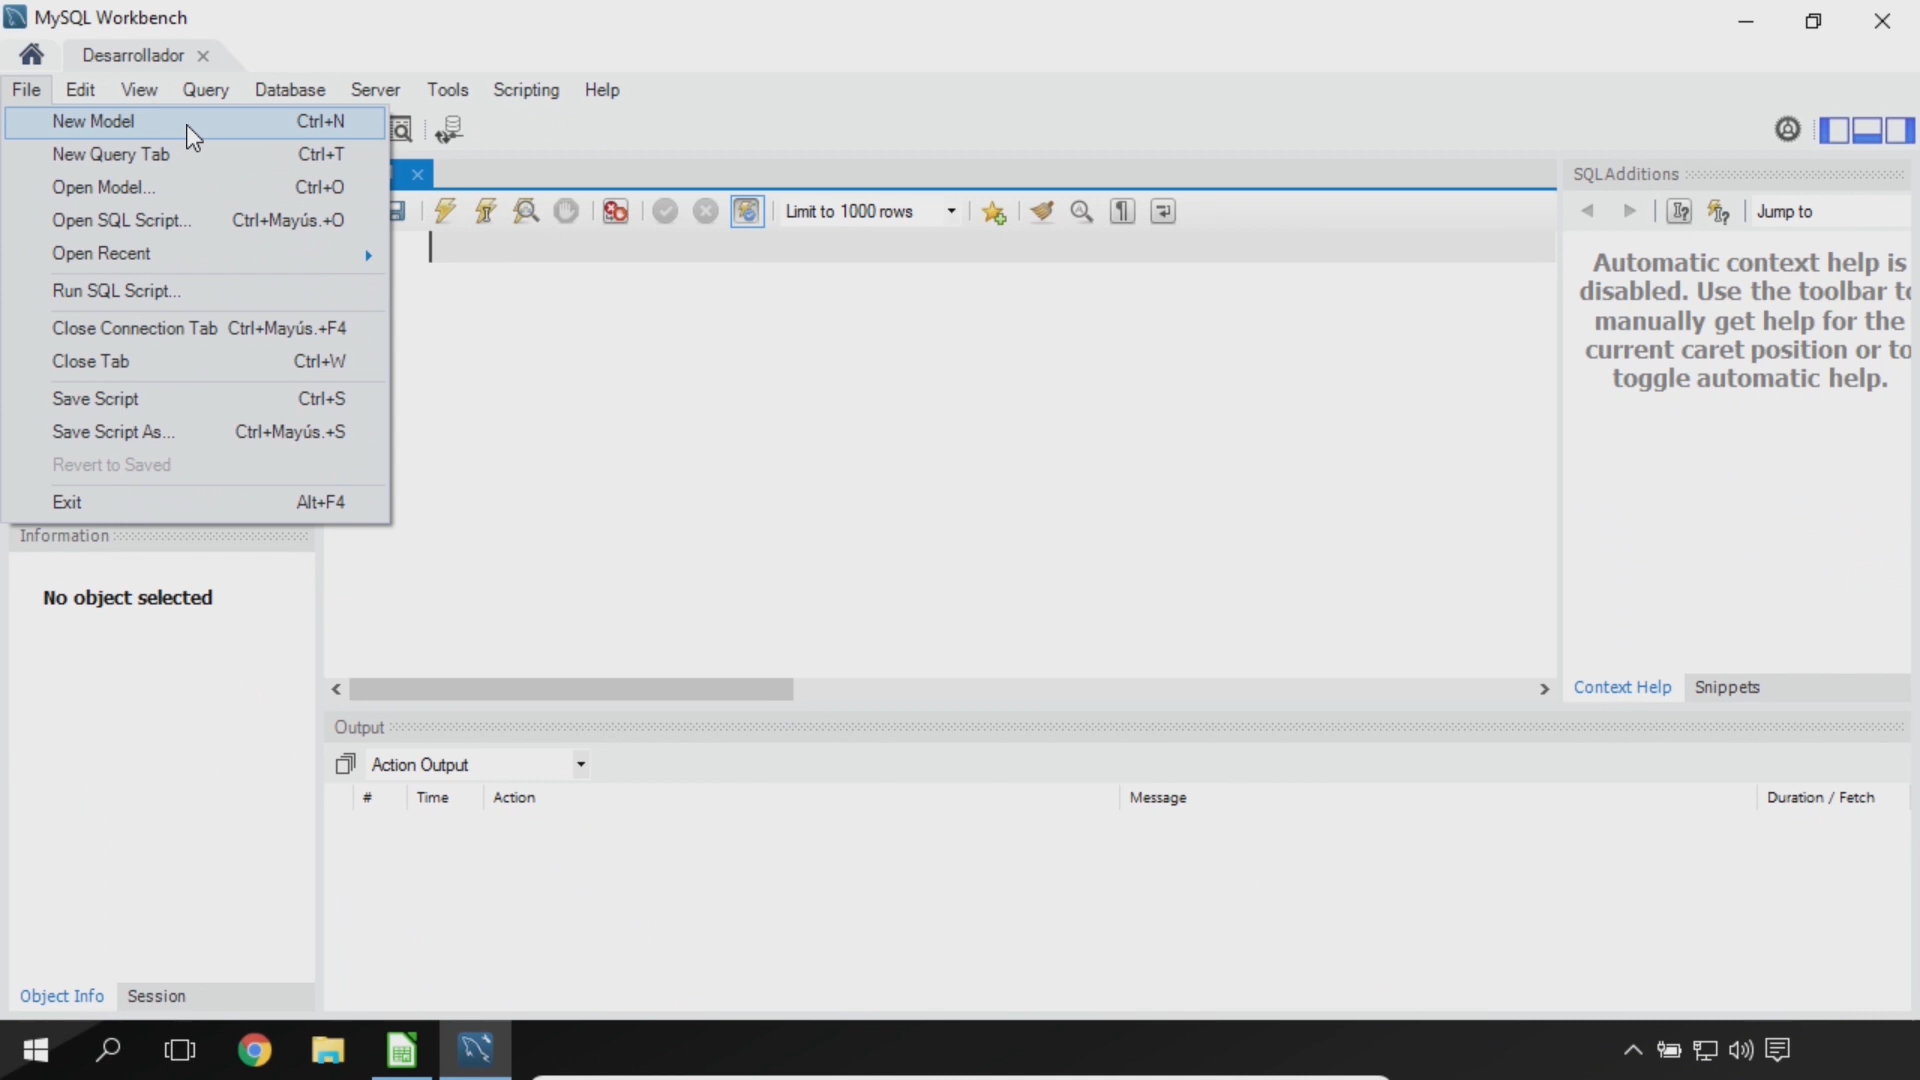 MySQL Workbench
Desarrollador
File Edit View Query Database Server Tools Scripting Help
New Model Ctrl+N
New Query Tab Ctrl+T
Open Model... Ctrl+O
Open SQL Script... Ctrl+Mayús.+O
Open Recent
Run SQL Script...
Close Connection Tab Ctrl+Mayús.+F4
Close Tab Ctrl+W
Save Script Ctrl+S
Save Script As... Ctrl+Mayús.+S
Revert to Saved
Exit Alt+F4
Limit to 1000 rows
SQLAdditions
Jump to
Automatic context help is
disabled. Use the toolbar to
manually get help for the
current caret position or to
toggle automatic help.
Information
No object selected
Context Help Snippets
Output
Action Output
# Time Action Message Duration / Fetch
Object Info Session